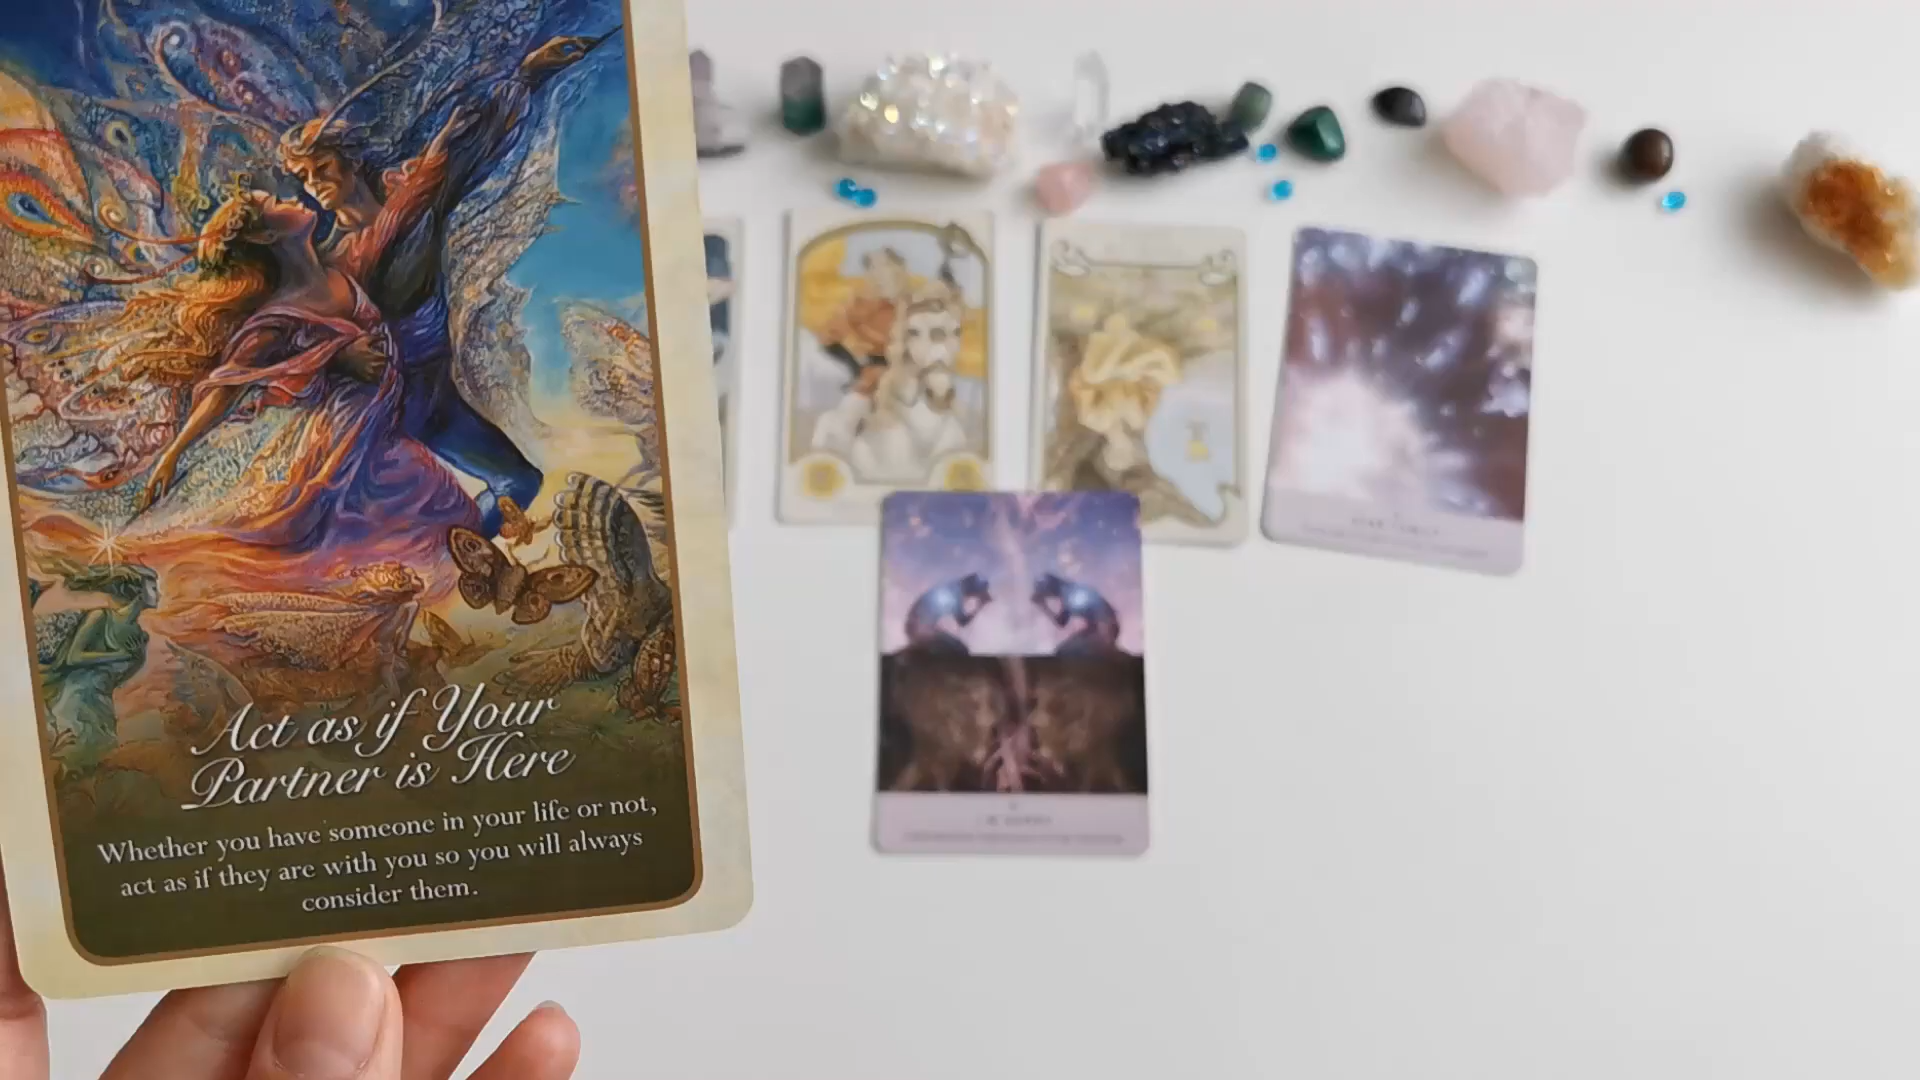 Act as if Your
Partner is Here
Whether you have someone in your life or not,
act as if they are with you so you will always
consider them.